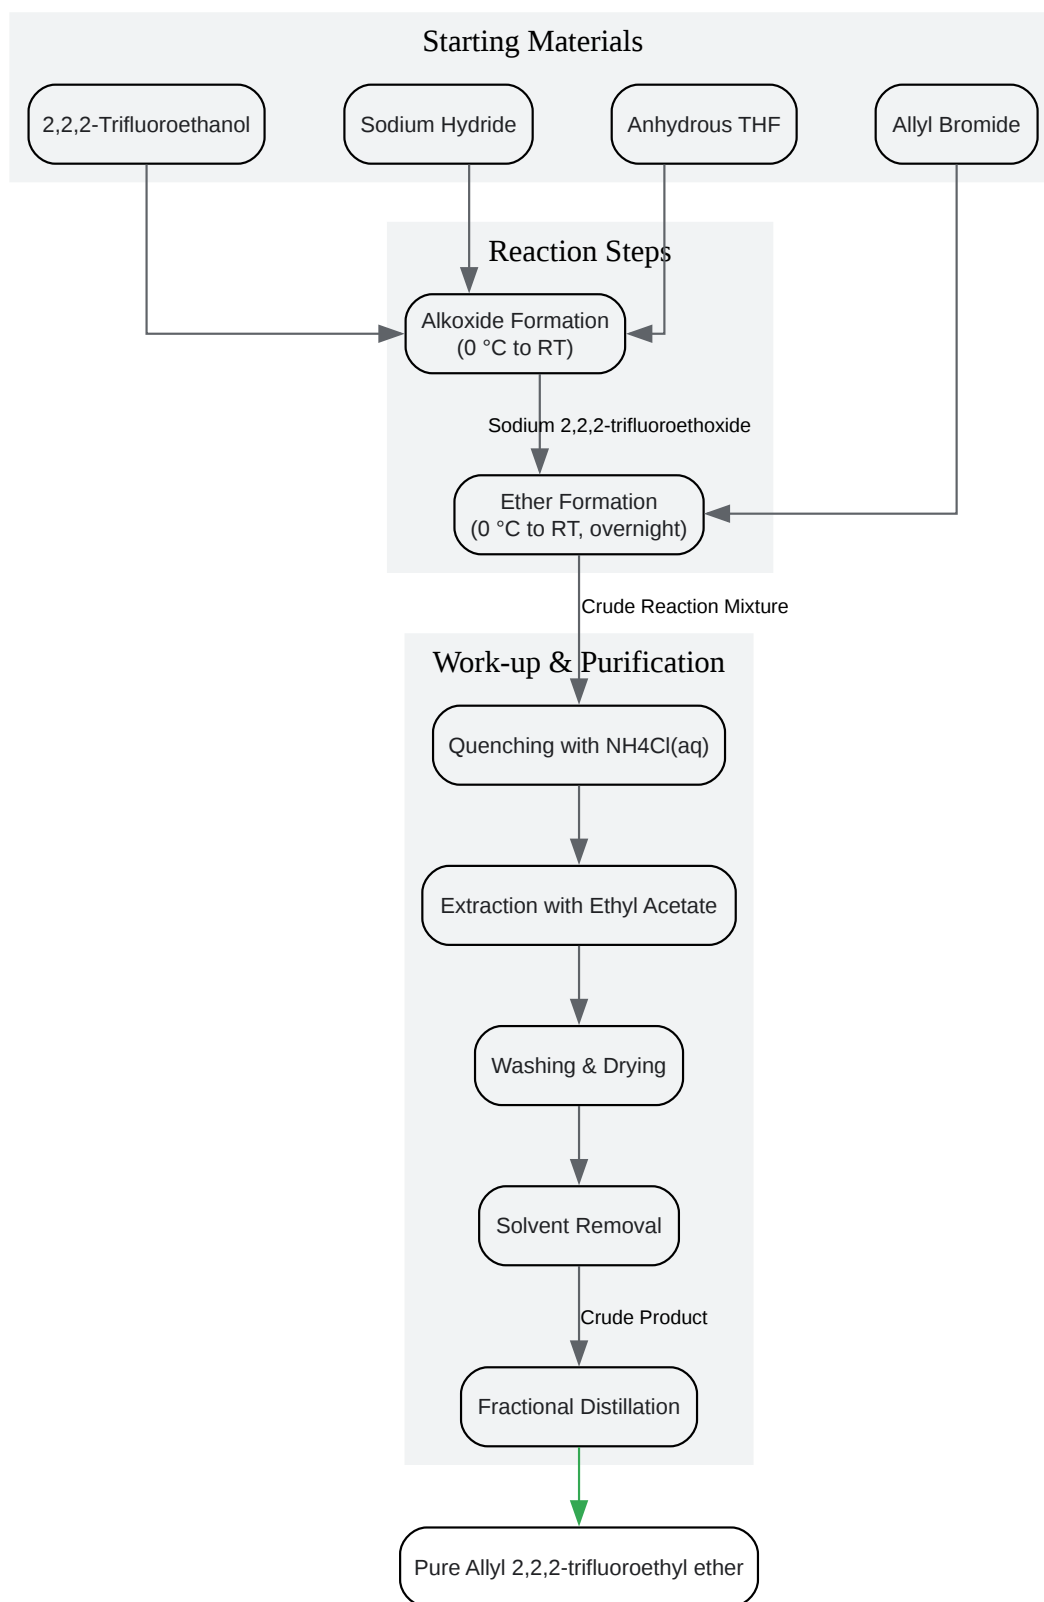 Starting Materials
2,2,2-Trifluoroethanol
Sodium Hydride
Anhydrous THF
Allyl Bromide
Reaction Steps
Alkoxide Formation
(0 °C to RT)
Sodium 2,2,2-trifluoroethoxide
Ether Formation
(0 °C to RT, overnight)
Crude Reaction Mixture
Work-up & Purification
Quenching with NH4Cl(aq)
Extraction with Ethyl Acetate
Washing & Drying
Solvent Removal
Crude Product
Fractional Distillation
Pure Allyl 2,2,2-trifluoroethyl ether